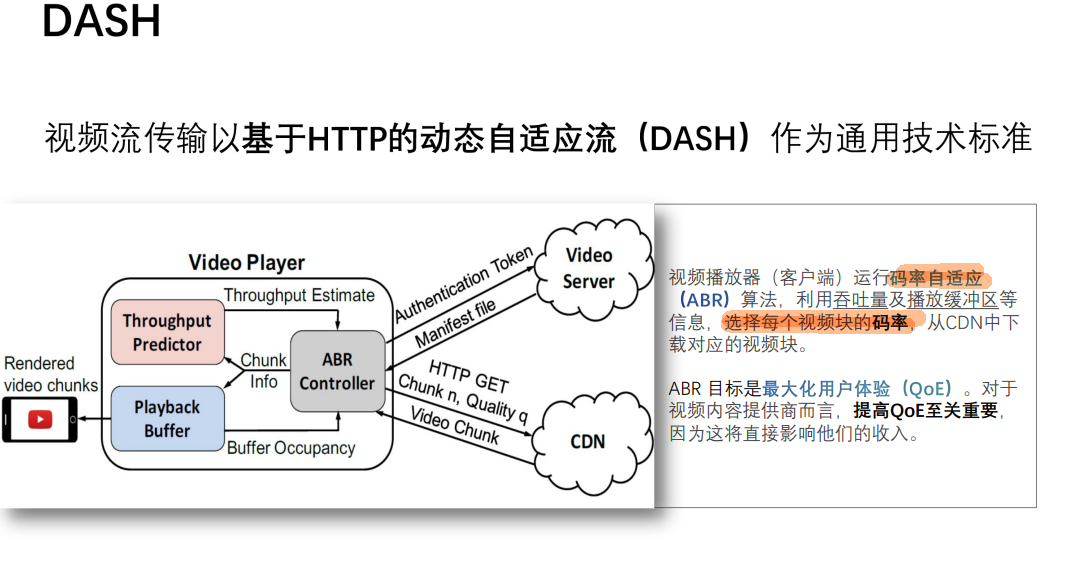 DASH
视频流传输以基于HTTP的动态自适应流（DASH）作为通用技术标准
Video Player
Throughput Estimate
Throughput
Predictor
Chunk
Info
ABR
Controller
Rendered
video chunks
Playback
Buffer
Buffer Occupancy
Authentication Token
Manifest file
Video
Server
HTTP GET
Chunk n, Quality q
Video Chunk
CDN
视频播放器（客户端）运行码率自适应
（ABR）算法，利用吞吐量及播放缓冲区等
信息，选择每个视频块的码率，从CDN中下
载对应的视频块。
ABR 目标是最大化用户体验（QoE）。对于
视频内容提供商而言，提高QoE至关重要，
因为这将直接影响他们的收入。